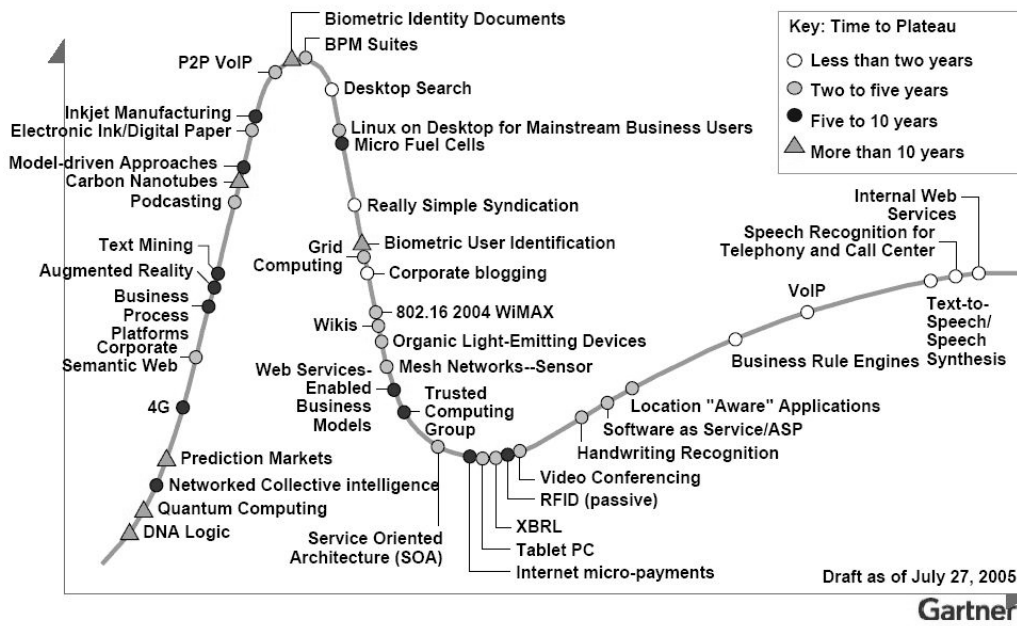 Biometric Identity Documents
BPM Suites
P2P VoIP
Desktop Search
Inkjet Manufacturing
Electronic Ink/Digital Paper
Linux on Desktop for Mainstream Business Users
Micro Fuel Cells
Model-driven Approaches
Carbon Nanotubes
Podcasting
Really Simple Syndication
Text Mining
Augmented Reality
Business
Process
Platforms
Corporate
Semantic Web
Grid
Computing
Biometric User Identification
Corporate blogging
802.16 2004 WiMAX
Wikis
Organic Light-Emitting Devices
Mesh Networks--Sensor
Web Services-
Enabled
Business
Models
Trusted
Computing
Group
4G
Prediction Markets
Networked Collective intelligence
Quantum Computing
DNA Logic
Service Oriented
Architecture (SOA)
Video Conferencing
RFID (passive)
XBRL
Tablet PC
Internet micro-payments
Location "Aware" Applications
Software as Service/ASP
Handwriting Recognition
Business Rule Engines
VoIP
Text-to-
Speech/
Speech
Synthesis
Internal Web
Services
Speech Recognition for
Telephony and Call Center
Key: Time to Plateau
Less than two years
Two to five years
Five to 10 years
More than 10 years
Draft as of July 27, 2005
Gartner